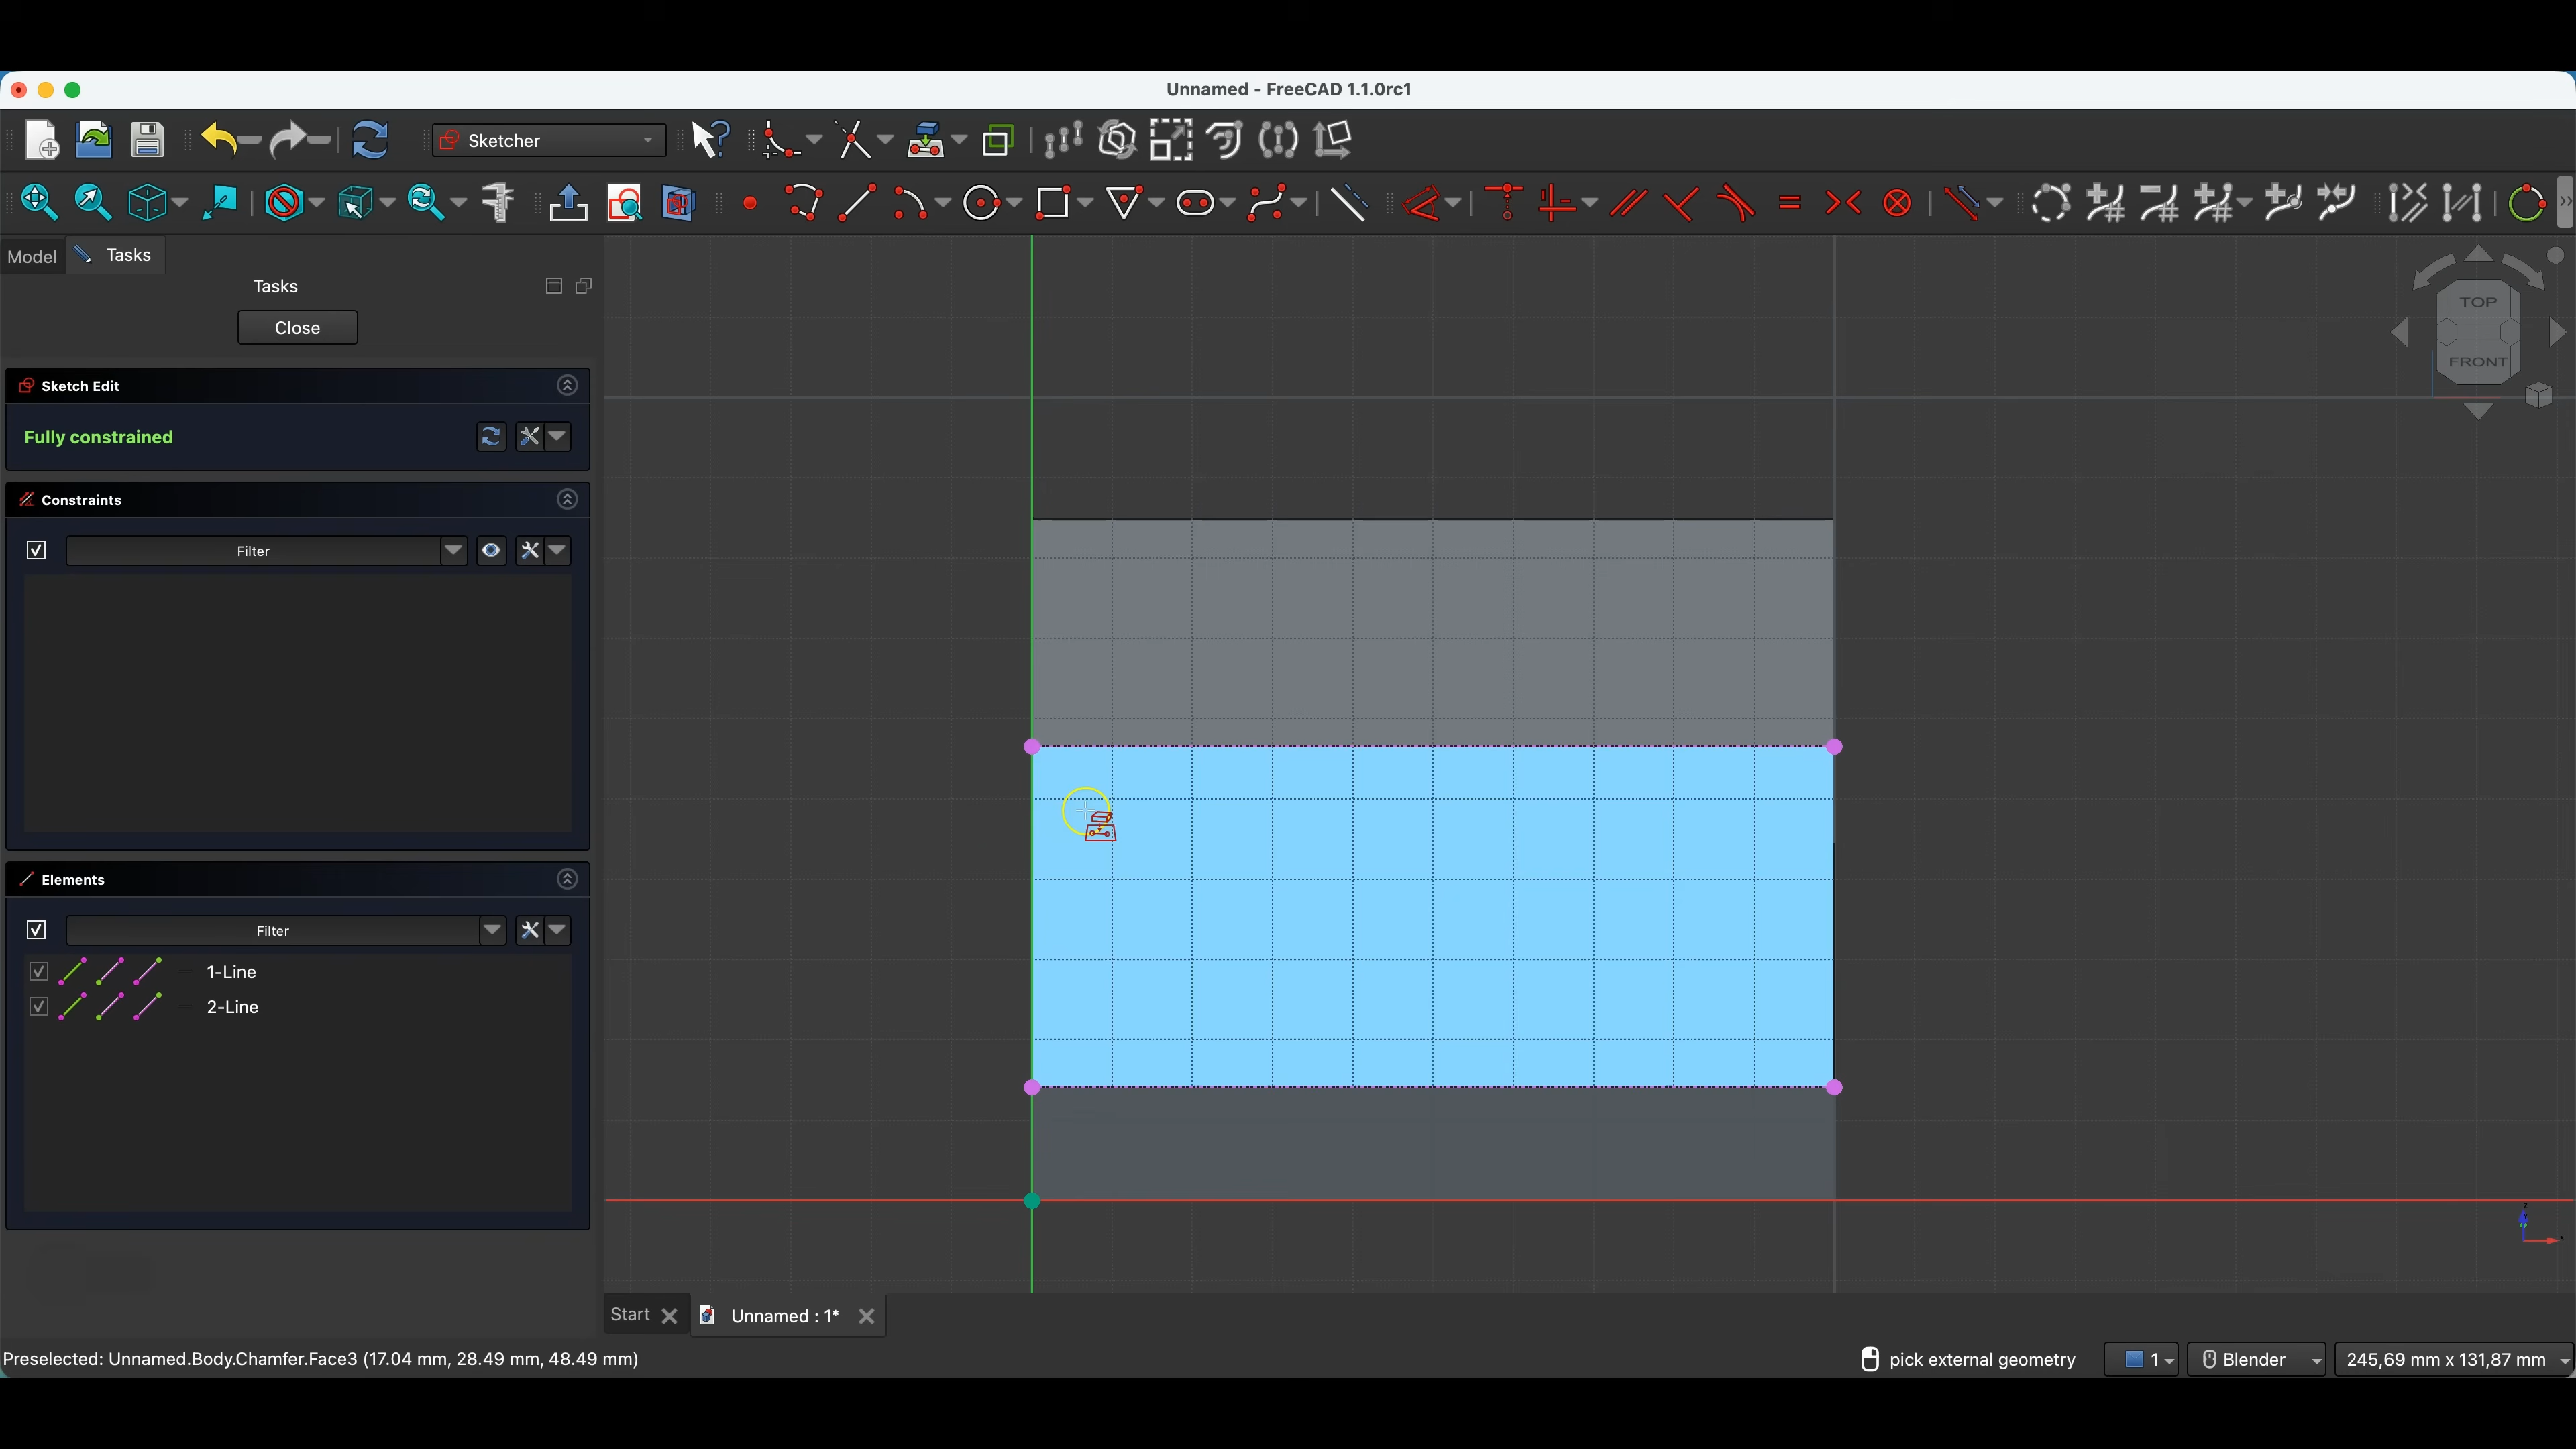 Unnamed - FreeCAD 1.1.0rc1
Sketcher
Model
Tasks
Tasks
Close
Sketch Edit
Fully constrained
Constraints
Filter
Elements
Filter
1-Line
2-Line
TOP
FRONT
Start
Unnamed : 1*
Preselected: Unnamed.Body.Chamfer.Face3 (17.04 mm, 28.49 mm, 48.49 mm)
pick external geometry
1
Blender
245,69 mm x 131,87 mm